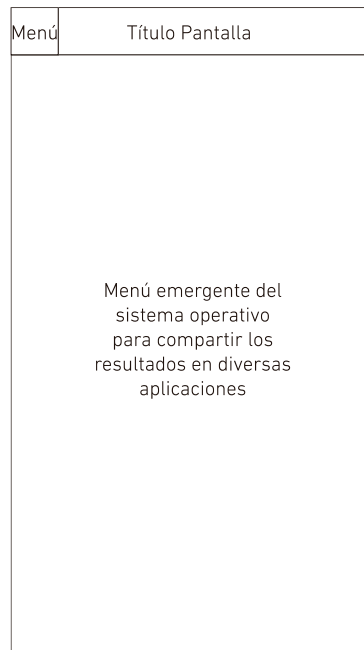 Menú
Título Pantalla
Menú emergente del
sistema operativo
para compartir los
resultados en diversas
aplicaciones